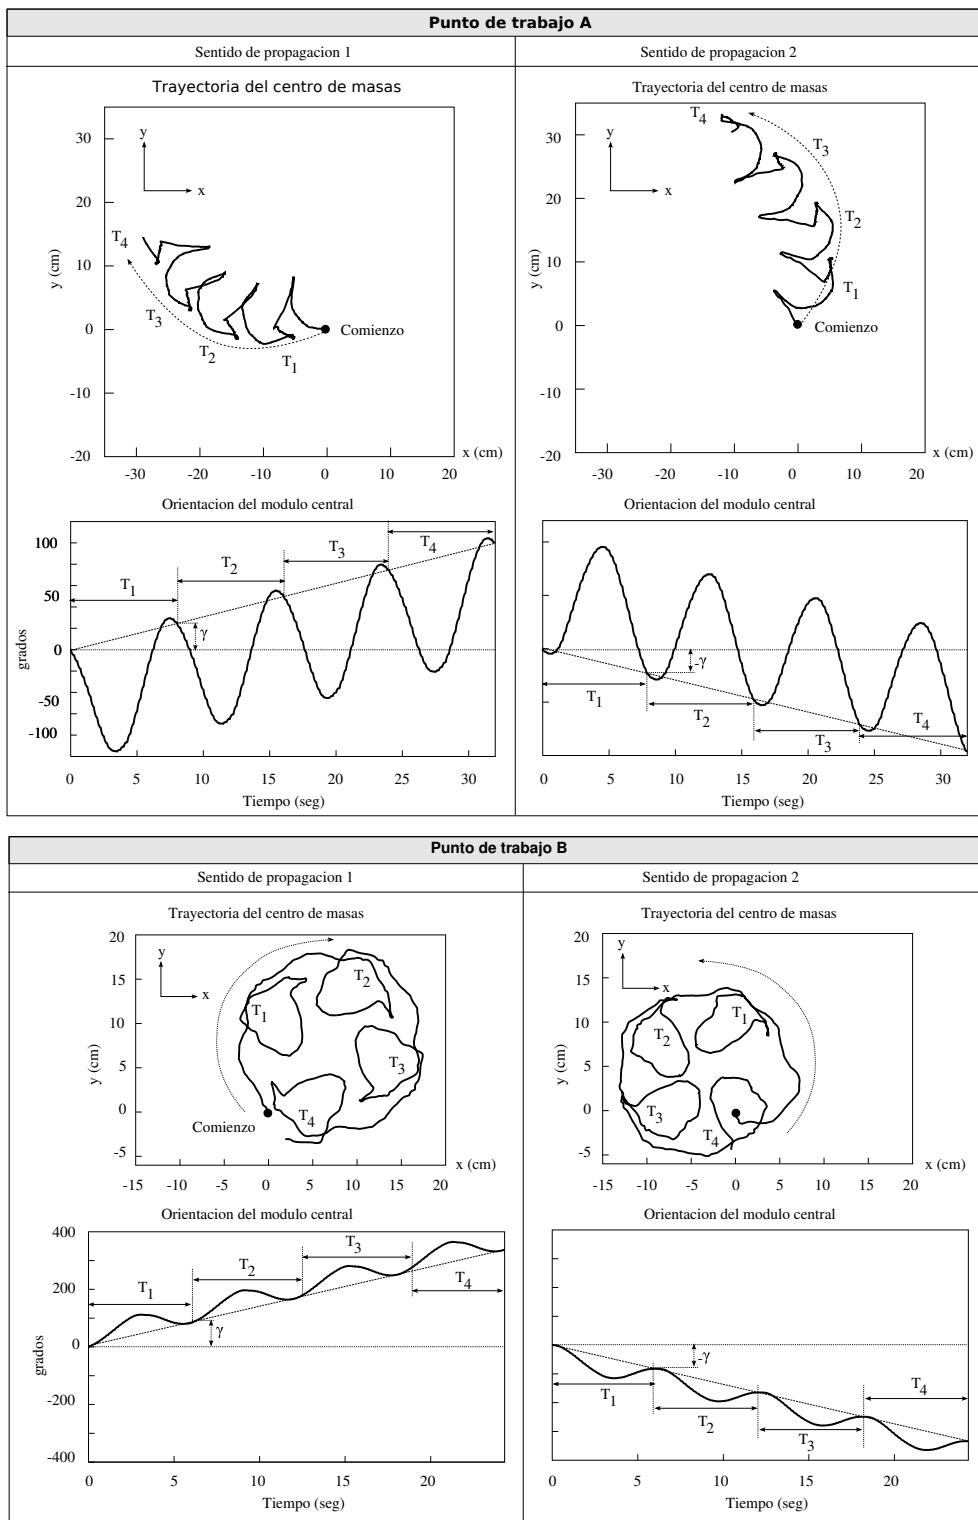 Punto de trabajo A
Sentido de propagacion 1
Sentido de propagacion 2
Trayectoria del centro de masas
30
20
10
0
-10
-20
y (cm)
y
x
T4
T3
T2
T1
Comienzo
-30
-20
-10
0
10
20
x (cm)
Trayectoria del centro de masas
30
20
10
0
-10
-20
y (cm)
y
x
T4
T3
T2
T1
Comienzo
-30
-20
-10
0
10
20
x (cm)
Orientacion del modulo central
100
50
0
-50
-100
grados
T1
T2
T3
T4
γ
0
5
10
15
20
25
30
Tiempo (seg)
Orientacion del modulo central
-γ
T1
T2
T3
T4
0
5
10
15
20
25
30
Tiempo (seg)
Punto de trabajo B
Sentido de propagacion 1
Sentido de propagacion 2
Trayectoria del centro de masas
20
15
10
5
0
-5
y (cm)
y
x
T1
T2
T3
T4
Comienzo
-15
-10
-5
0
5
10
15
20
x (cm)
Trayectoria del centro de masas
20
15
10
5
0
-5
y (cm)
y
x
T1
T2
T3
T4
-15
-10
-5
0
5
10
15
20
x (cm)
Orientacion del modulo central
400
200
0
-200
-400
grados
T1
T2
T3
T4
γ
0
5
10
15
20
Tiempo (seg)
Orientacion del modulo central
-γ
T1
T2
T3
T4
0
5
10
15
20
Tiempo (seg)